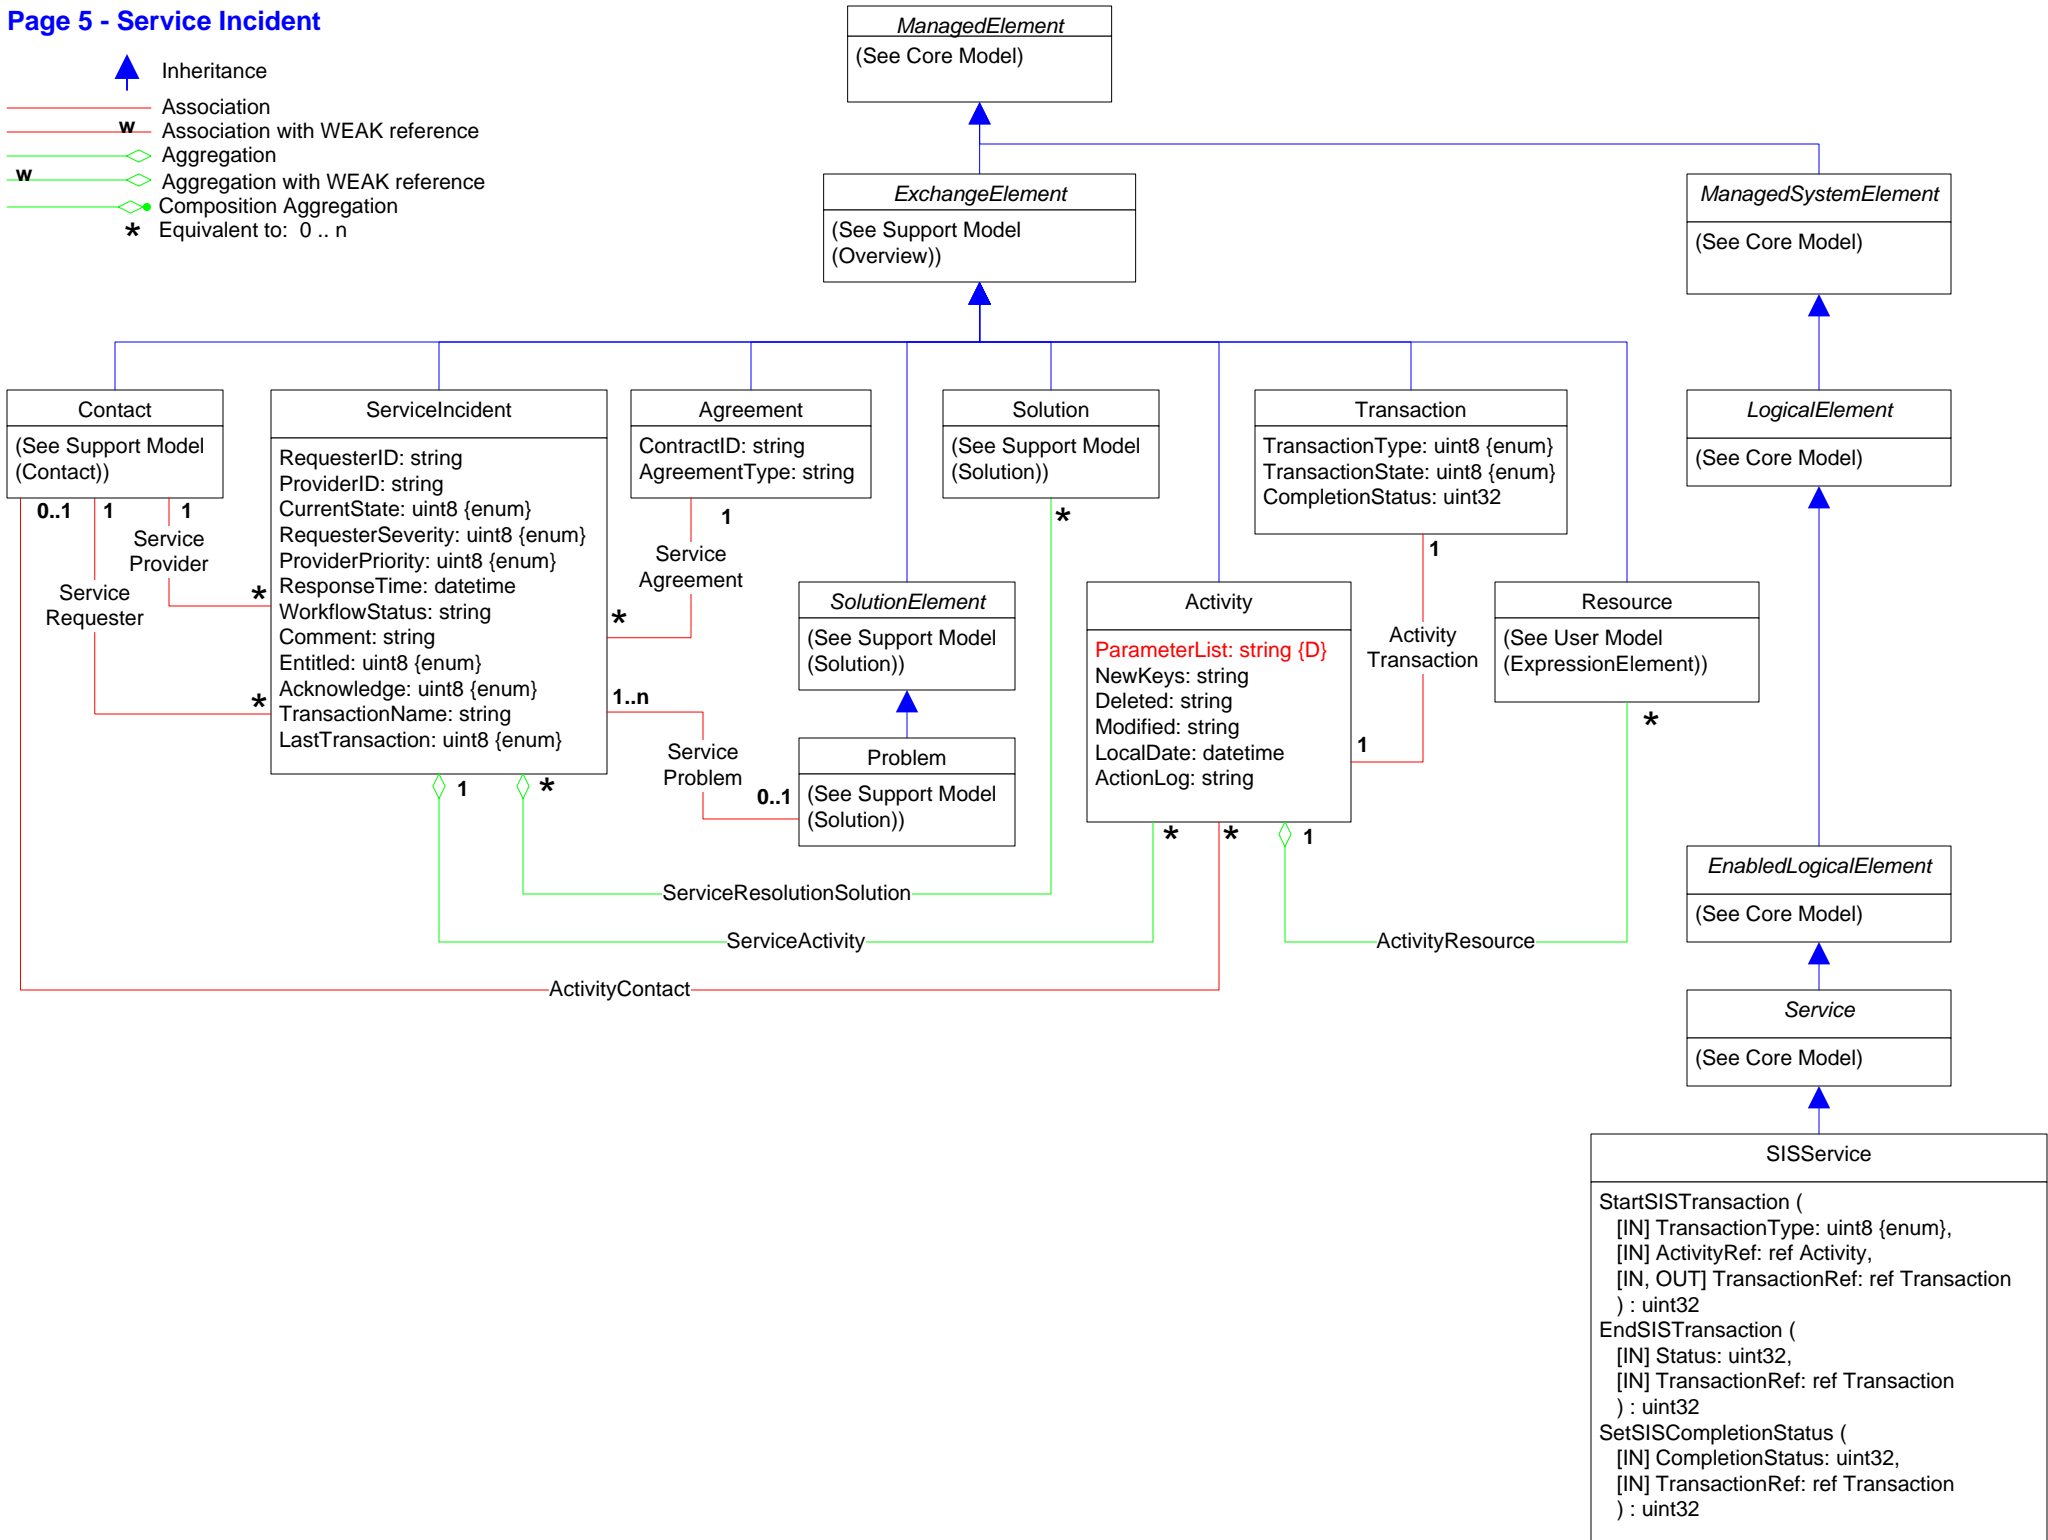 Page 5 - Service Incident
Inheritance
Association
w
Association with WEAK reference
Aggregation
w
Aggregation with WEAK reference
Composition Aggregation
* Equivalent to: 0 .. n
ManagedElement
(See Core Model)
ExchangeElement
(See Support Model
(Overview))
ManagedSystemElement
(See Core Model)
Contact
(See Support Model
(Contact))
ServiceIncident
RequesterID: string
ProviderID: string
CurrentState: uint8 {enum}
RequesterSeverity: uint8 {enum}
ProviderPriority: uint8 {enum}
ResponseTime: datetime
WorkflowStatus: string
Comment: string
Entitled: uint8 {enum}
Acknowledge: uint8 {enum}
TransactionName: string
LastTransaction: uint8 {enum}
Agreement
ContractID: string
AgreementType: string
Solution
(See Support Model
(Solution))
Transaction
TransactionType: uint8 {enum}
TransactionState: uint8 {enum}
CompletionStatus: uint32
LogicalElement
(See Core Model)
0..1
1
1
Service
Provider
*
Service
Requester
*
1
Service
Agreement
*
*
SolutionElement
(See Support Model
(Solution))
1..n
Service
Problem
0..1
Problem
(See Support Model
(Solution))
Activity
ParameterList: string {D}
NewKeys: string
Deleted: string
Modified: string
LocalDate: datetime
ActionLog: string
1
Activity
Transaction
1
Resource
(See User Model
(ExpressionElement))
*
1
*
*
*
1
ServiceResolutionSolution
ServiceActivity
ActivityResource
ActivityContact
EnabledLogicalElement
(See Core Model)
Service
(See Core Model)
SISService
StartSISTransaction (
[IN] TransactionType: uint8 {enum},
[IN] ActivityRef: ref Activity,
[IN, OUT] TransactionRef: ref Transaction
) : uint32
EndSISTransaction (
[IN] Status: uint32,
[IN] TransactionRef: ref Transaction
) : uint32
SetSISCompletionStatus (
[IN] CompletionStatus: uint32,
[IN] TransactionRef: ref Transaction
) : uint32